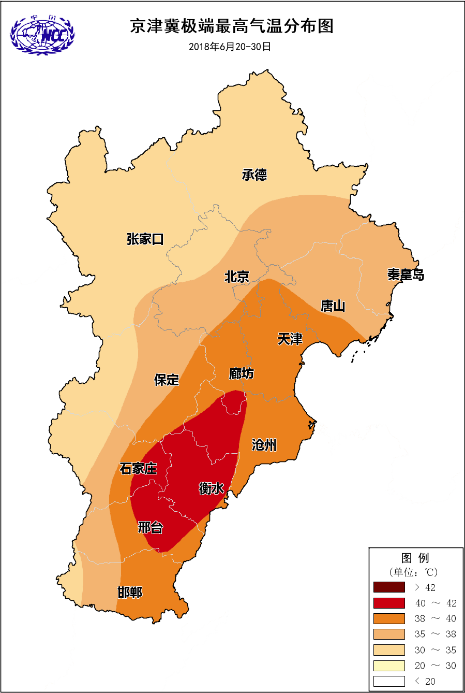 京津冀极端最高气温分布图
2018年6月20-30日
中国
NCC
承德
张家口
北京
秦皇岛
唐山
天津
廊坊
保定
沧州
石家庄
衡水
邢台
邯郸
图 例
(单位: ℃)
> 42
40 ～ 42
38 ～ 40
35 ～ 38
30 ～ 35
20 ～ 30
< 20